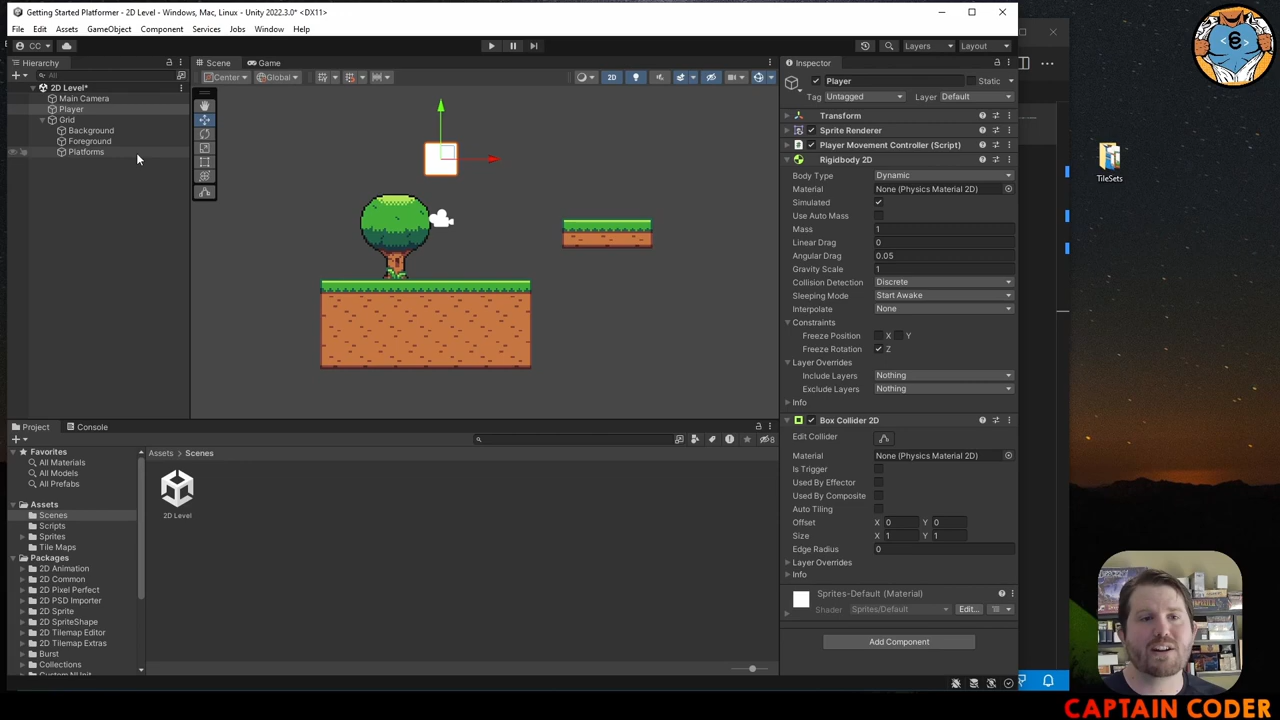 Getting Started Platformer - 2D Level - Windows, Mac, Linux - Unity 2022.3.0* <DX11>
File Edit Assets GameObject Component Services Jobs Window Help
CC
Layers
Layout
Hierarchy
All
2D Level*
Main Camera
Player
Grid
Background
Foreground
Platforms
Scene
Game
Center
Global
2D
Inspector
Player
Static
Tag Untagged
Layer Default
Transform
Sprite Renderer
Player Movement Controller (Script)
Rigidbody 2D
Body Type Dynamic
Material None (Physics Material 2D)
Simulated
Use Auto Mass
Mass 1
Linear Drag 0
Angular Drag 0.05
Gravity Scale 1
Collision Detection Discrete
Sleeping Mode Start Awake
Interpolate None
Constraints
Freeze Position X Y
Freeze Rotation Z
Layer Overrides
Include Layers Nothing
Exclude Layers Nothing
Info
Box Collider 2D
Edit Collider
Material None (Physics Material 2D)
Is Trigger
Used By Effector
Used By Composite
Auto Tiling
Offset X 0 Y 0
Size X 1 Y 1
Edge Radius 0
Layer Overrides
Info
Sprites-Default (Material)
Shader Sprites/Default Edit...
Add Component
Project
Console
8
Favorites
All Materials
All Models
All Prefabs
Assets
Scenes
Scripts
Sprites
Tile Maps
Packages
2D Animation
2D Common
2D Pixel Perfect
2D PSD Importer
2D Sprite
2D SpriteShape
2D Tilemap Editor
2D Tilemap Extras
Burst
Collections
Assets Scenes
2D Level
TileSets
CAPTAIN CODER